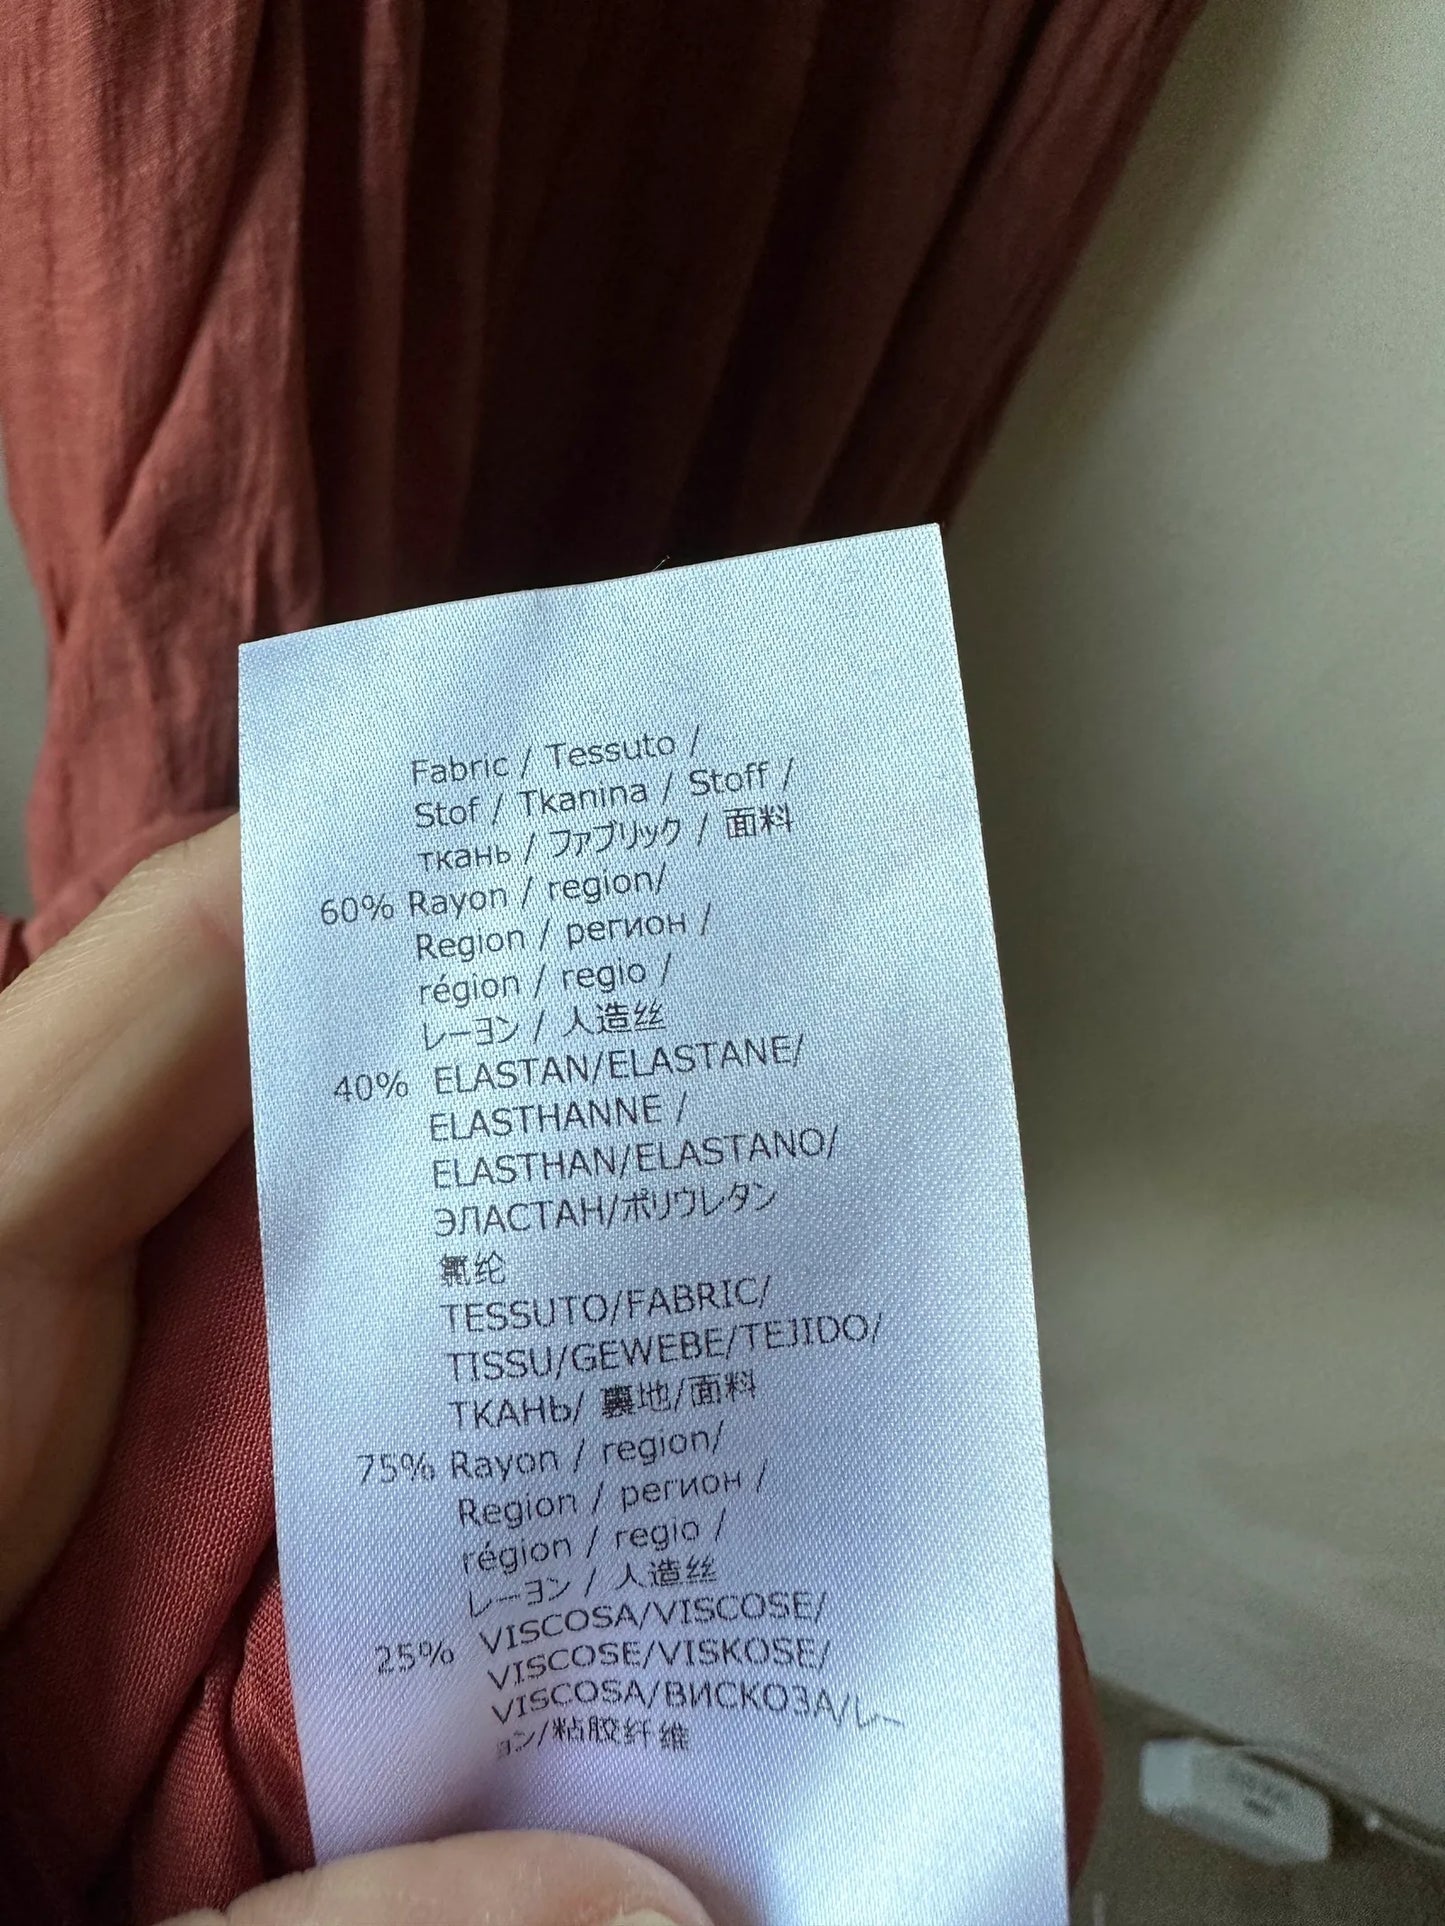 Fabric / Tessuto /
Stof / Tkanina / Stoff /
ткань / ファブリック / 面料
60% Rayon / region/
Region / регион /
région / regio /
レーヨン / 人造丝
40% ELASTAN/ELASTANE/
ELASTHANNE /
ELASTHAN/ELASTANO/
ЭЛАСТАН/ポリウレタン
氨纶
TESSUTO/FABRIC/
TISSU/GEWEBE/TEJIDO/
ТКАНЬ/ 裏地/面料
75% Rayon / region/
Region / регион /
région / regio /
レーヨン / 人造丝
25% VISCOSA/VISCOSE/
VISCOSE/VISKOSE/
VISCOSA/ВИСКОЗА/レー
ョン/粘胶纤维